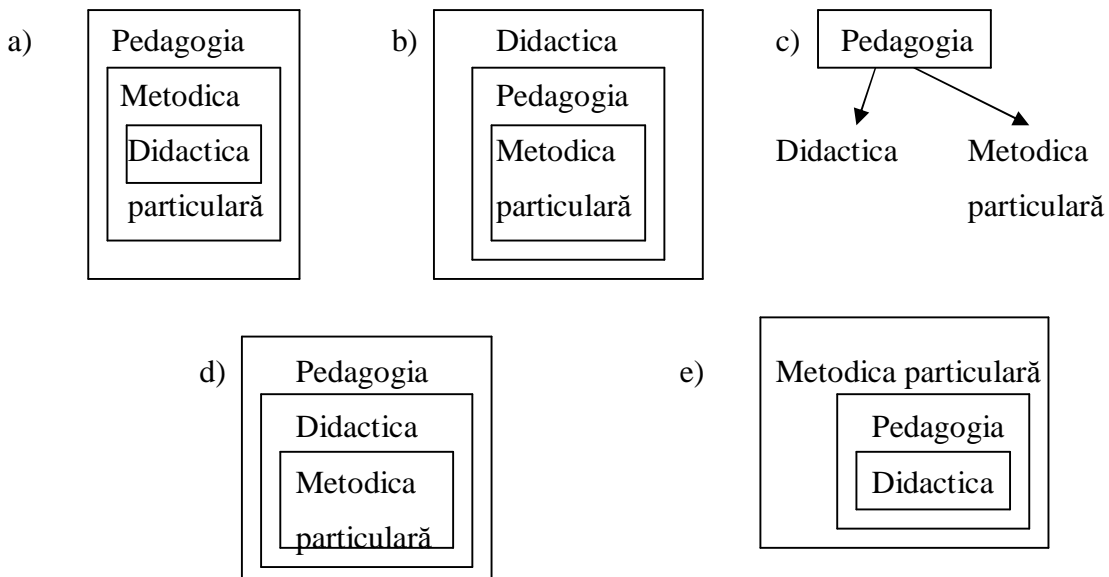 a)
Pedagogia
Metodica
Didactica
particulară
b)
Didactica
Pedagogia
Metodica
particulară
c)
Pedagogia
Didactica
Metodica
particulară
d)
Pedagogia
Didactica
Metodica
particulară
e)
Metodica particulară
Pedagogia
Didactica